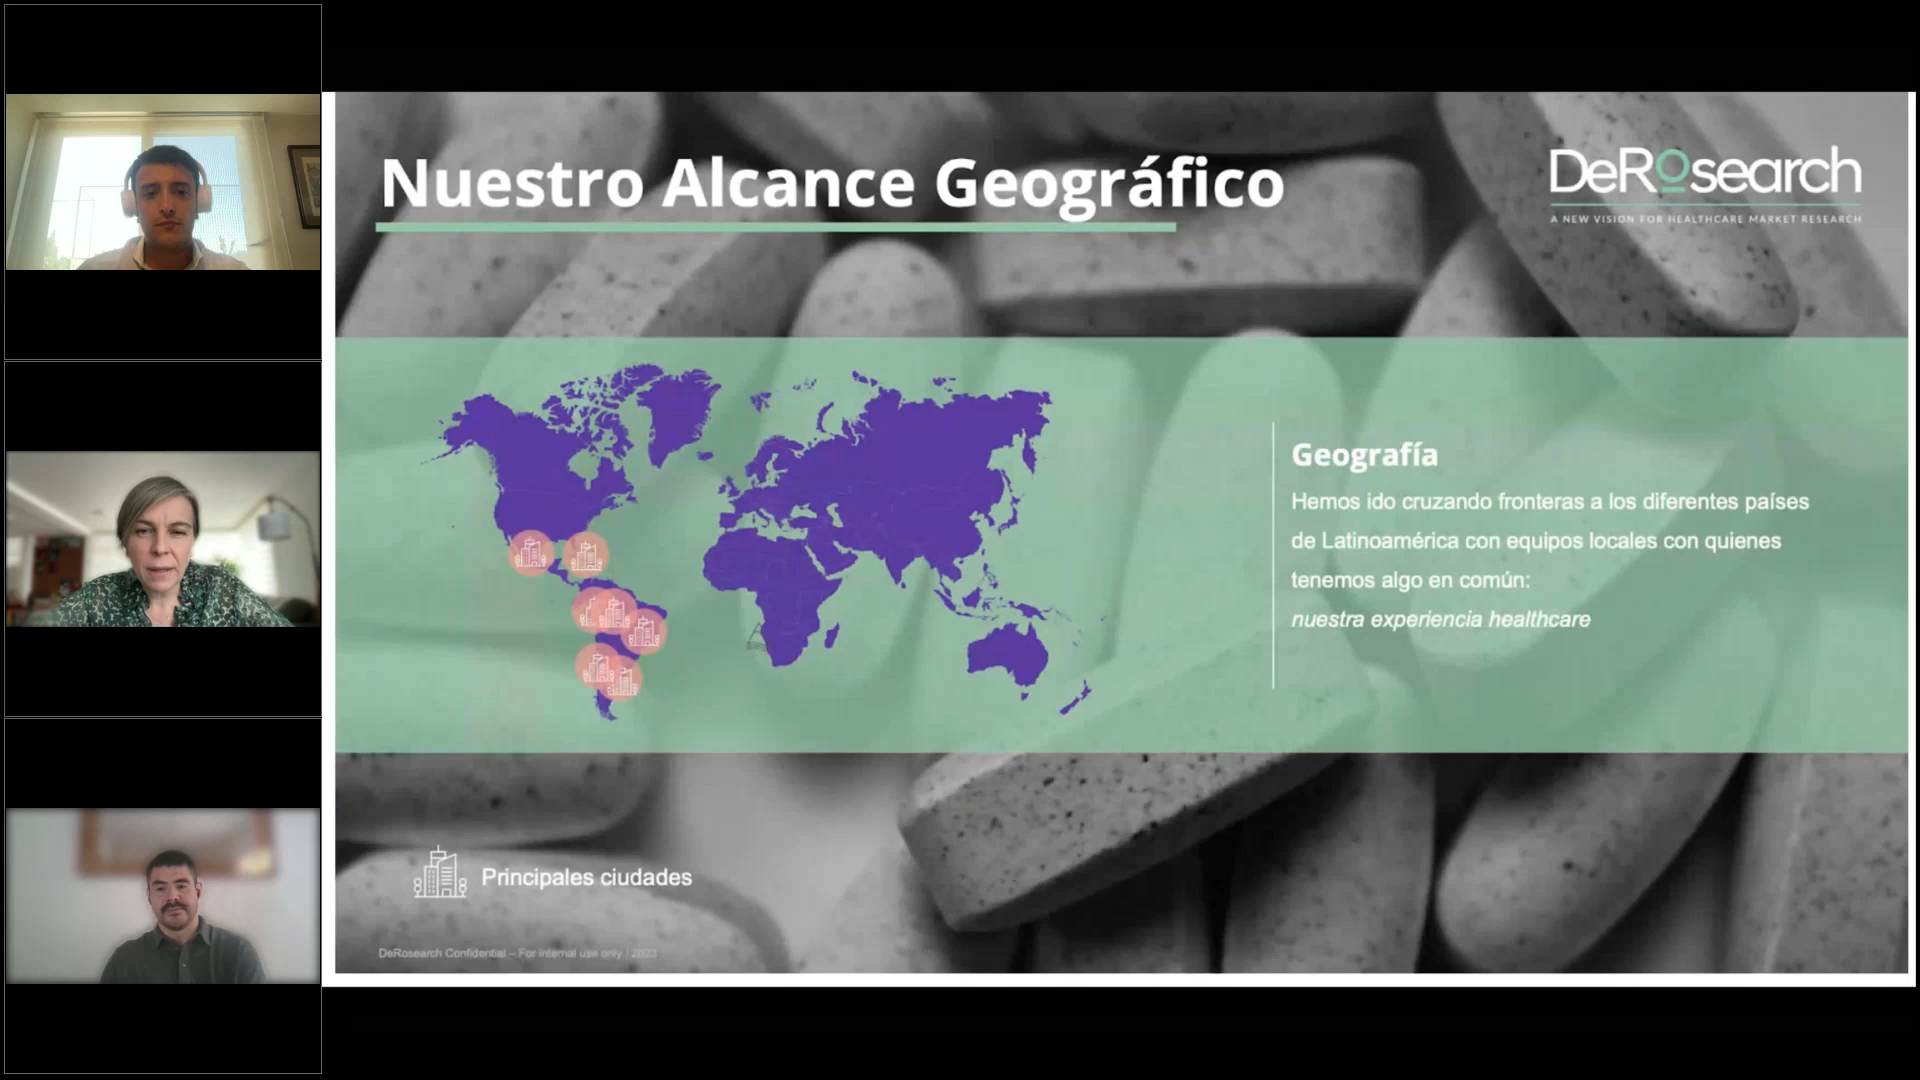 Nuestro Alcance Geográfico
DeRosearch
A NEW VISION FOR HEALTHCARE MARKET RESEARCH
Geografía
Hemos ido cruzando fronteras a los diferentes países
de Latinoamérica con equipos locales con quienes
tenemos algo en común:
nuestra experiencia healthcare
Principales ciudades
DeRosearch Confidential – For internal use only / 2023